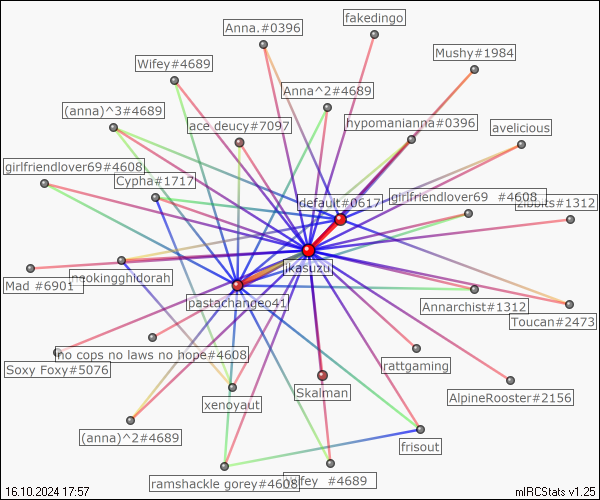 fakedingo
Anna.#0396
Mushy#1984
Wifey#4689
Anna^2#4689
(anna)^3#4689
ace deucy#7097
hypomanianna#0396
avelicious
girlfriendlover69#4608
Cypha#1717
default#0617
girlfriendlover69 #4608
#1312
jkasuzu
Mad #6901
neokingghidorah
pastachangeo41
Annarchist#1312
Toucan#2473
no cops no laws no hope#4608
Soxy Foxy#5076
rattgaming
Skalman
AlpineRooster#2156
xenoyaut
(anna)^2#4689
frisout
ramshackle gorey#4608
#4689
16.10.2024 17:57
mIRCStats v1.25